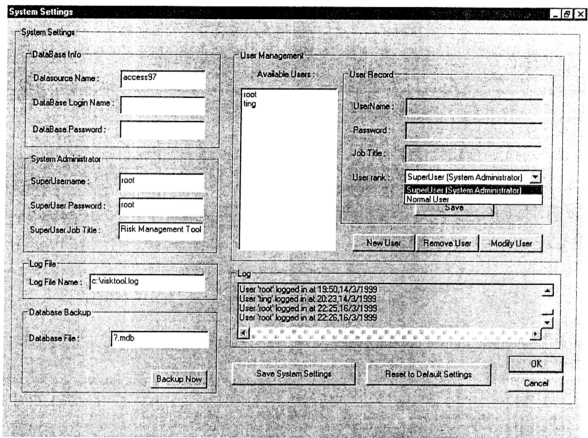 System Settings
System Settings
DataBase Info
Datasource Name :
access97
DataBase Login Name :
DataBase Password :
System Administrator
SuperUsername :
root
SuperUser Password :
root
SuperUser Job Title :
Risk Management Tool
Log File
Log File Name :
c:\risktool.log
Database Backup
Database File :
?.mdb
Backup Now
User Management
Available Users :
root
ting
User Record
UserName :
Password :
Job Title :
User rank :
SuperUser (System Administrator)
SuperUser (System Administrator)
Normal User
Save
New User
Remove User
Modify User
Log
User 'root' logged in at 19:50,14/3/1999
User 'ting' logged in at 20:23,14/3/1999
User 'root' logged in at 22:25,16/3/1999
User 'root' logged in at 22:26,16/3/1999
Save System Settings
Reset to Default Settings
OK
Cancel